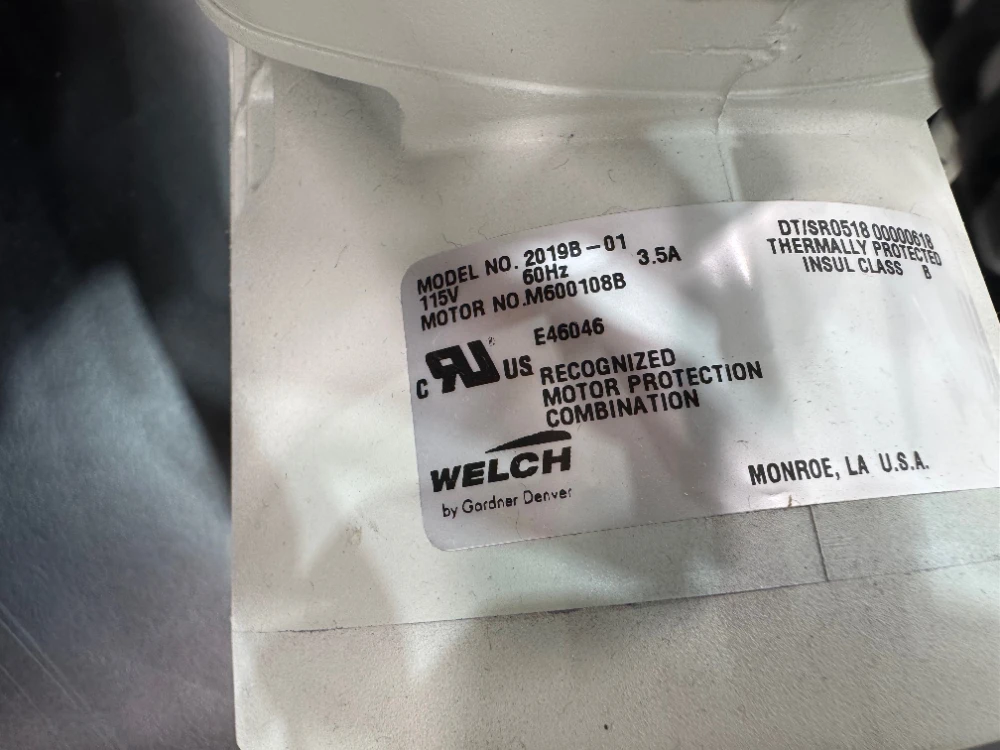 MODEL NO. 2019B-01
115V 60Hz 3.5A
MOTOR NO. M600108B
DT/SR0518 00000618
THERMALLY PROTECTED
INSUL CLASS B
E46046
C RU® US
RECOGNIZED
MOTOR PROTECTION
COMBINATION
WELCH
by Gardner Denver
MONROE, LA U.S.A.